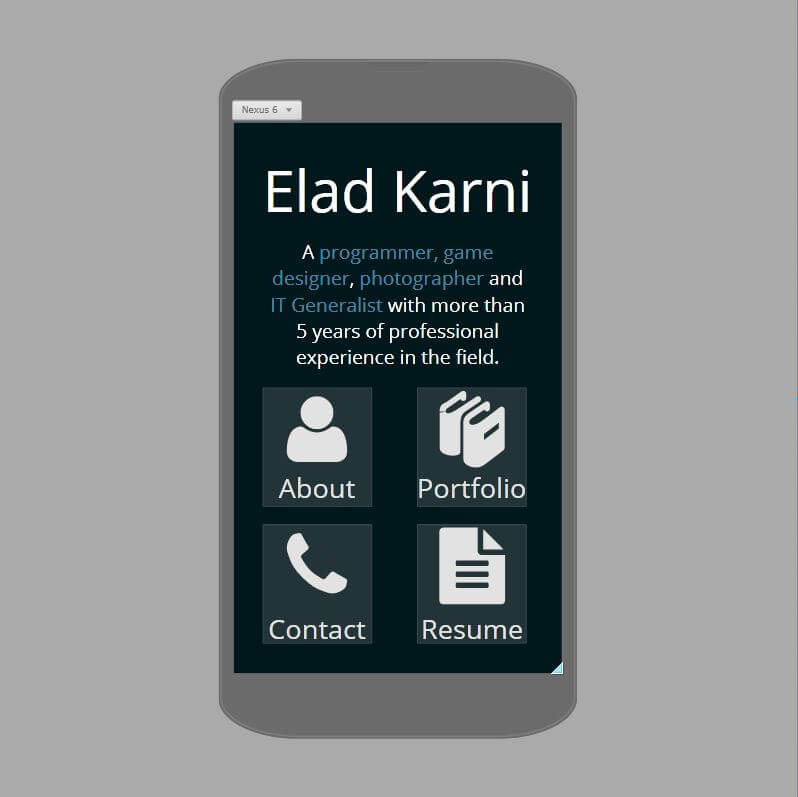 Nexus 6
Elad Karni
A programmer, game
designer, photographer and
IT Generalist with more than
5 years of professional
experience in the field.
About
Portfolio
Contact
Resume